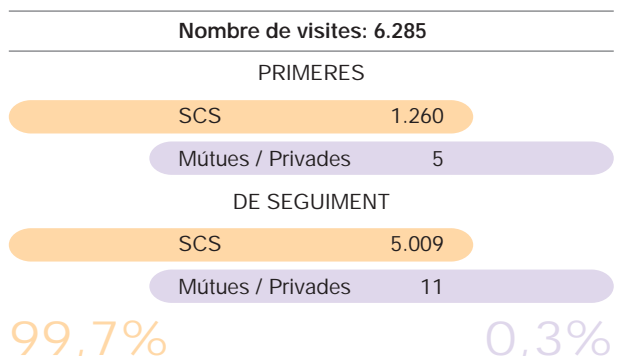 Nombre de visites: 6.285
PRIMERES
SCS 1.260
Mútues / Privades 5
DE SEGUIMENT
SCS 5.009
Mútues / Privades 11
99,7% 0,3%